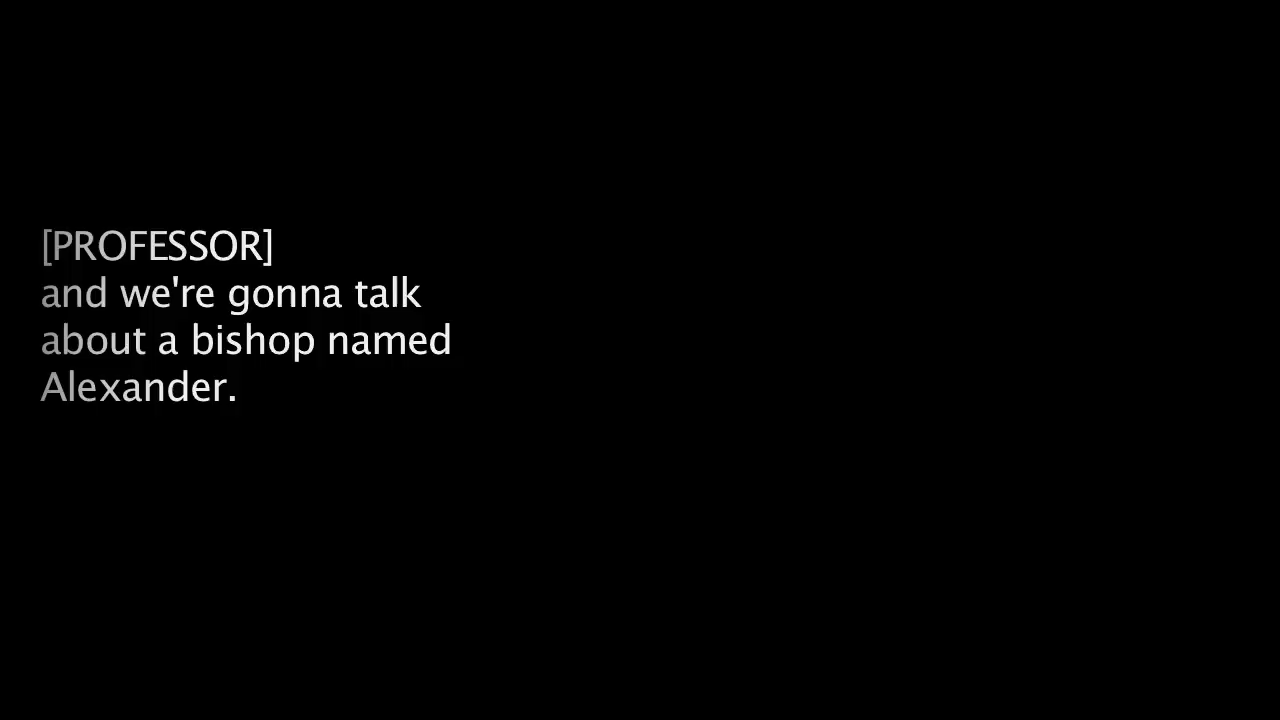 [PROFESSOR]
and we're gonna talk
about a bishop named
Alexander.